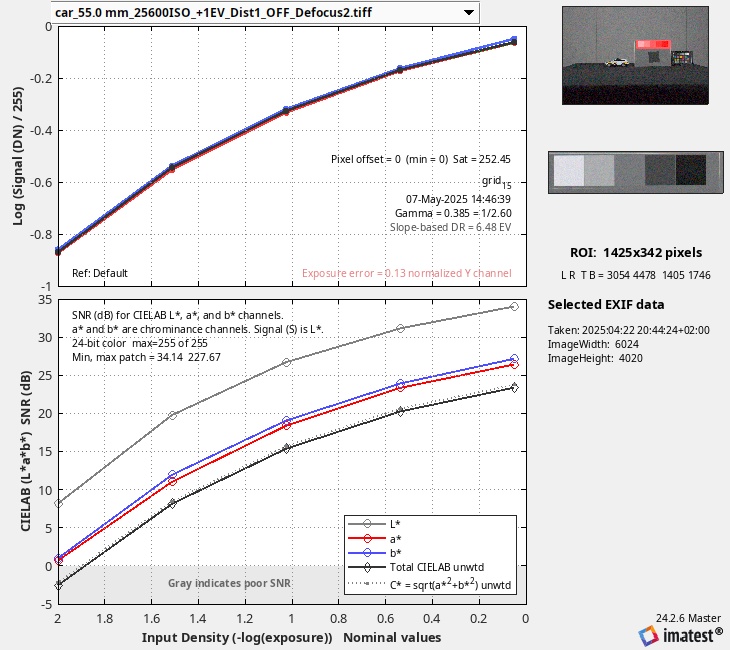 car_55.0 mm_25600ISO_+1EV_Dist1_OFF_Defocus2.tiff
Log (Signal (DN) / 255)
0
-0.2
-0.4
-0.6
-0.8
-1
Pixel offset = 0 (min = 0) Sat = 252.45
grid_15
07-May-2025 14:46:39
Gamma = 0.385 = 1/2.60
Slope-based DR = 6.48 EV
Ref: Default
Exposure error = 0.13 normalized Y channel
CIELAB (L*a*b*) SNR (dB)
35
30
25
20
15
10
5
0
-5
SNR (dB) for CIELAB L*, a*, and b* channels.
a* and b* are chrominance channels. Signal (S) is L*.
24-bit color max=255 of 255
Min, max patch = 34.14 227.67
L*
a*
b*
Total CIELAB unwtd
C* = sqrt(a*²+b*²) unwtd
Gray indicates poor SNR
2 1.8 1.6 1.4 1.2 1 0.8 0.6 0.4 0.2 0
Input Density (-log(exposure)) Nominal values
ROI: 1425x342 pixels
L R T B = 3054 4478 1405 1746
Selected EXIF data
Taken: 2025:04:22 20:44:24+02:00
ImageWidth: 6024
ImageHeight: 4020
24.2.6 Master
imatest®